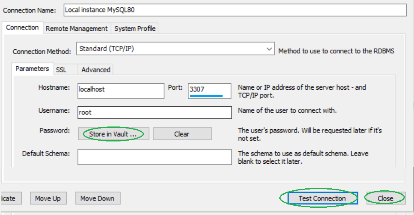 Connection Name: Local instance MySQL80
Connection Remote Management System Profile
Connection Method: Standard (TCP/IP) Method to use to connect to the RDBMS
Parameters SSL Advanced
Hostname: localhost Port: 3307 Name or IP address of the server host - and
TCP/IP port.
Username: root Name of the user to connect with.
Password: Store in Vault ... Clear The user's password. Will be requested later if it's
not set.
Default Schema: The schema to use as default schema. Leave
blank to select it later.
icate Move Up Move Down Test Connection Close